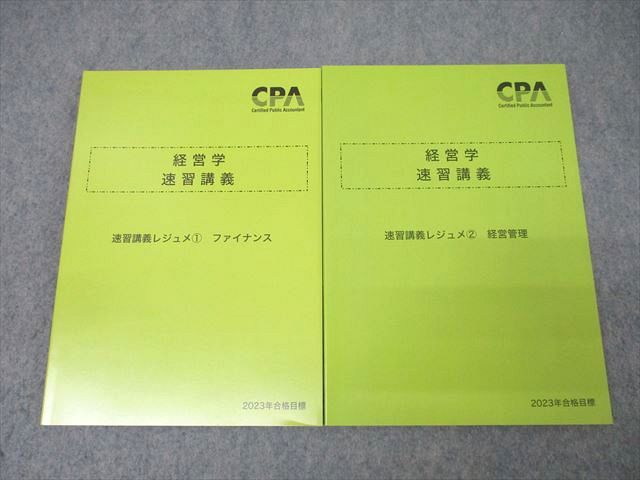 CPA
Certified Public Accountant
経営学
速習講義
速習講義レジュメ① ファイナンス
2023年合格目標
CPA
Certified Public Accountant
経営学
速習講義
速習講義レジュメ② 経営管理
2023年合格目標